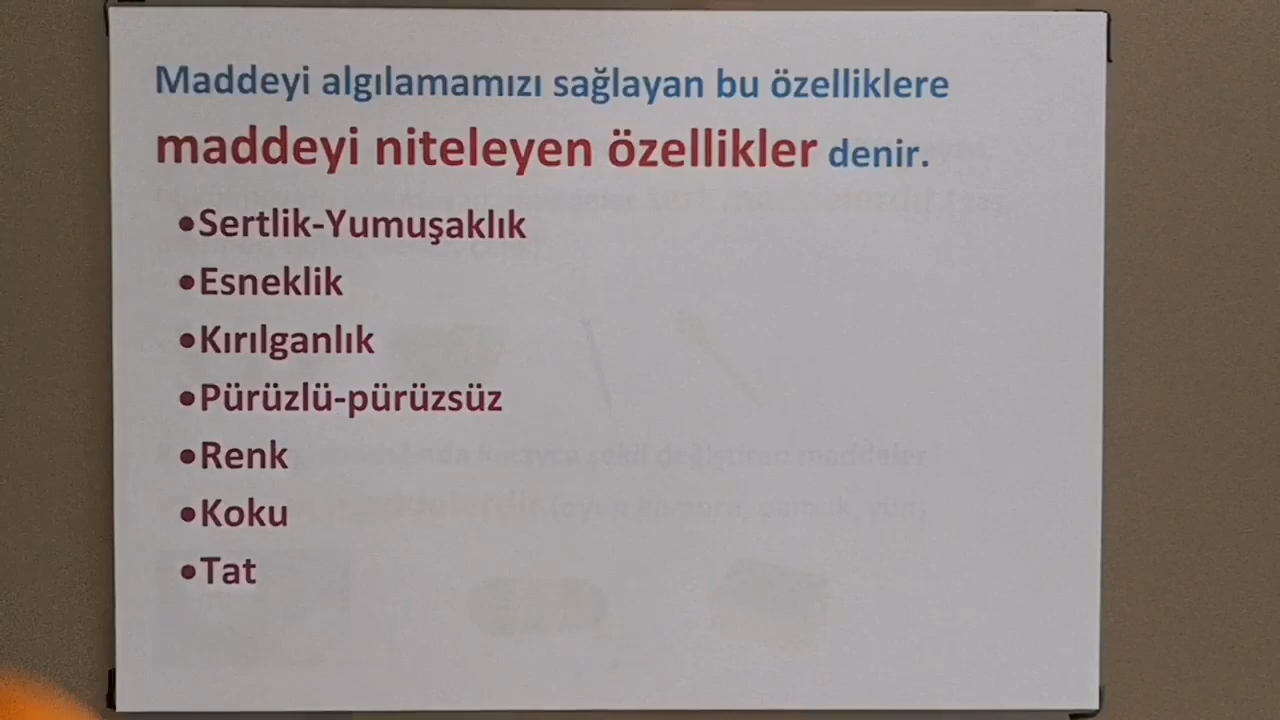 Maddeyi algılamamızı sağlayan bu özelliklere
maddeyi niteleyen özellikler denir.
•Sertlik-Yumuşaklık
•Esneklik
•Kırılganlık
•Pürüzlü-pürüzsüz
•Renk
•Koku
•Tat